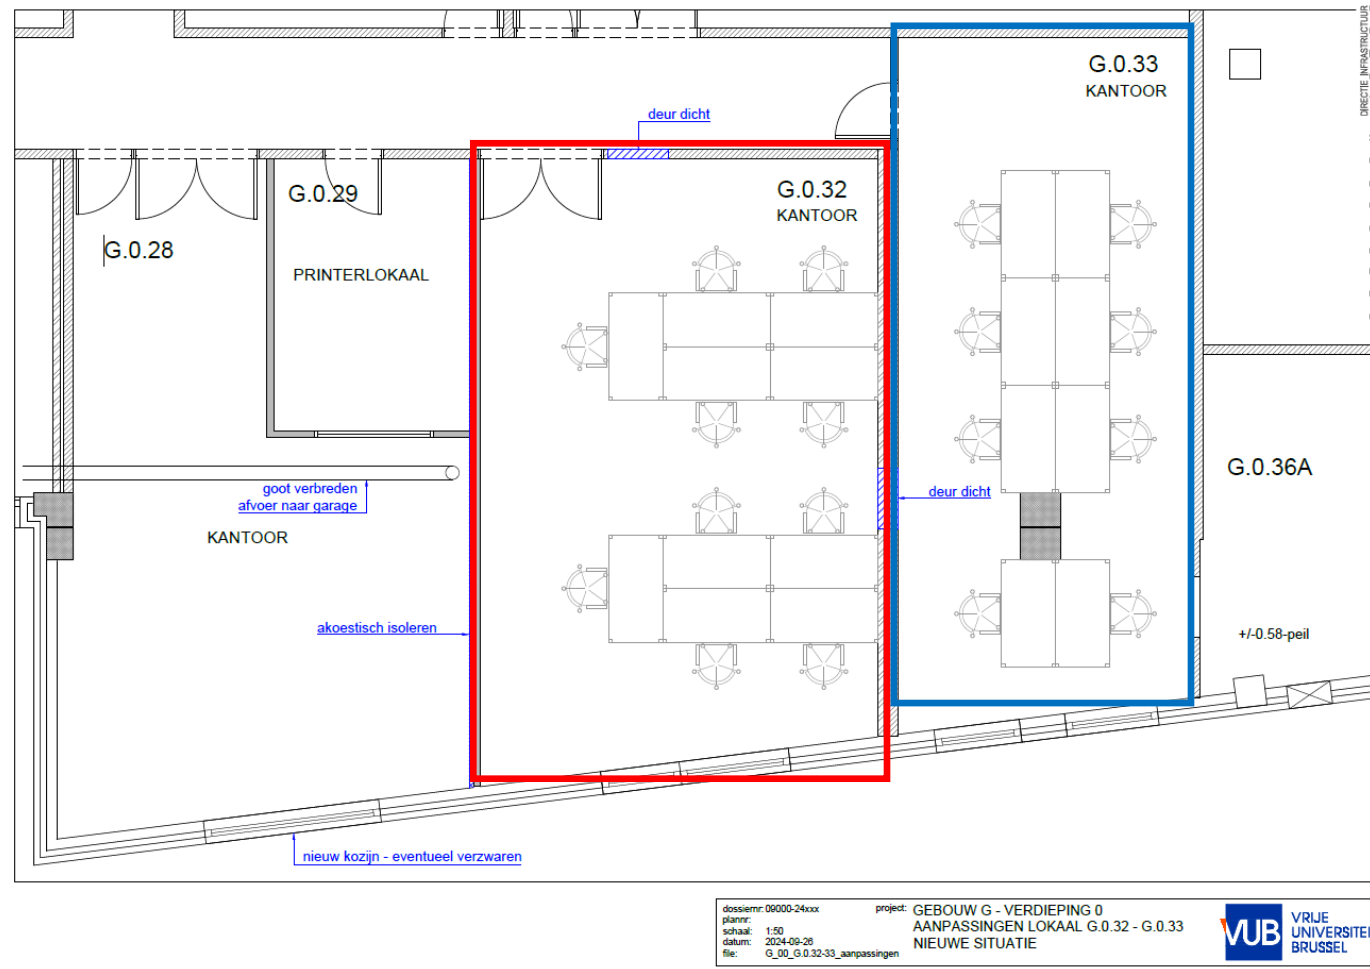 DIRECTIE_INFRASTRUCTUUR
G.0.33
KANTOOR
deur dicht
G.0.29
G.0.32
KANTOOR
G.0.28
PRINTERLOKAAL
G.0.36A
goot verbreden
afvoer naar garage
deur dicht
KANTOOR
akoestisch isoleren
+/-0.58-peil
nieuw kozijn - eventueel verzwaren
dossiernr: 09000-24xxx
plannr:
schaal: 1:50
datum: 2024-09-26
file: G_00_G.0.32-33_aanpassingen
project: GEBOUW G - VERDIEPING 0
AANPASSINGEN LOKAAL G.0.32 - G.0.33
NIEUWE SITUATIE
VUB
VRIJE
UNIVERSITEI
BRUSSEL